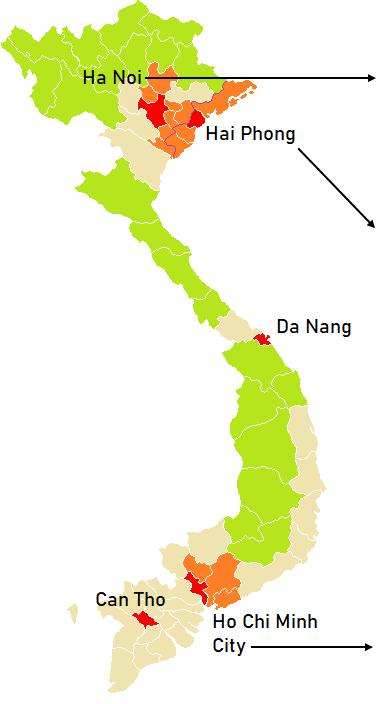 Ha Noi
Hai Phong
Da Nang
Can Tho
Ho Chi Minh
City